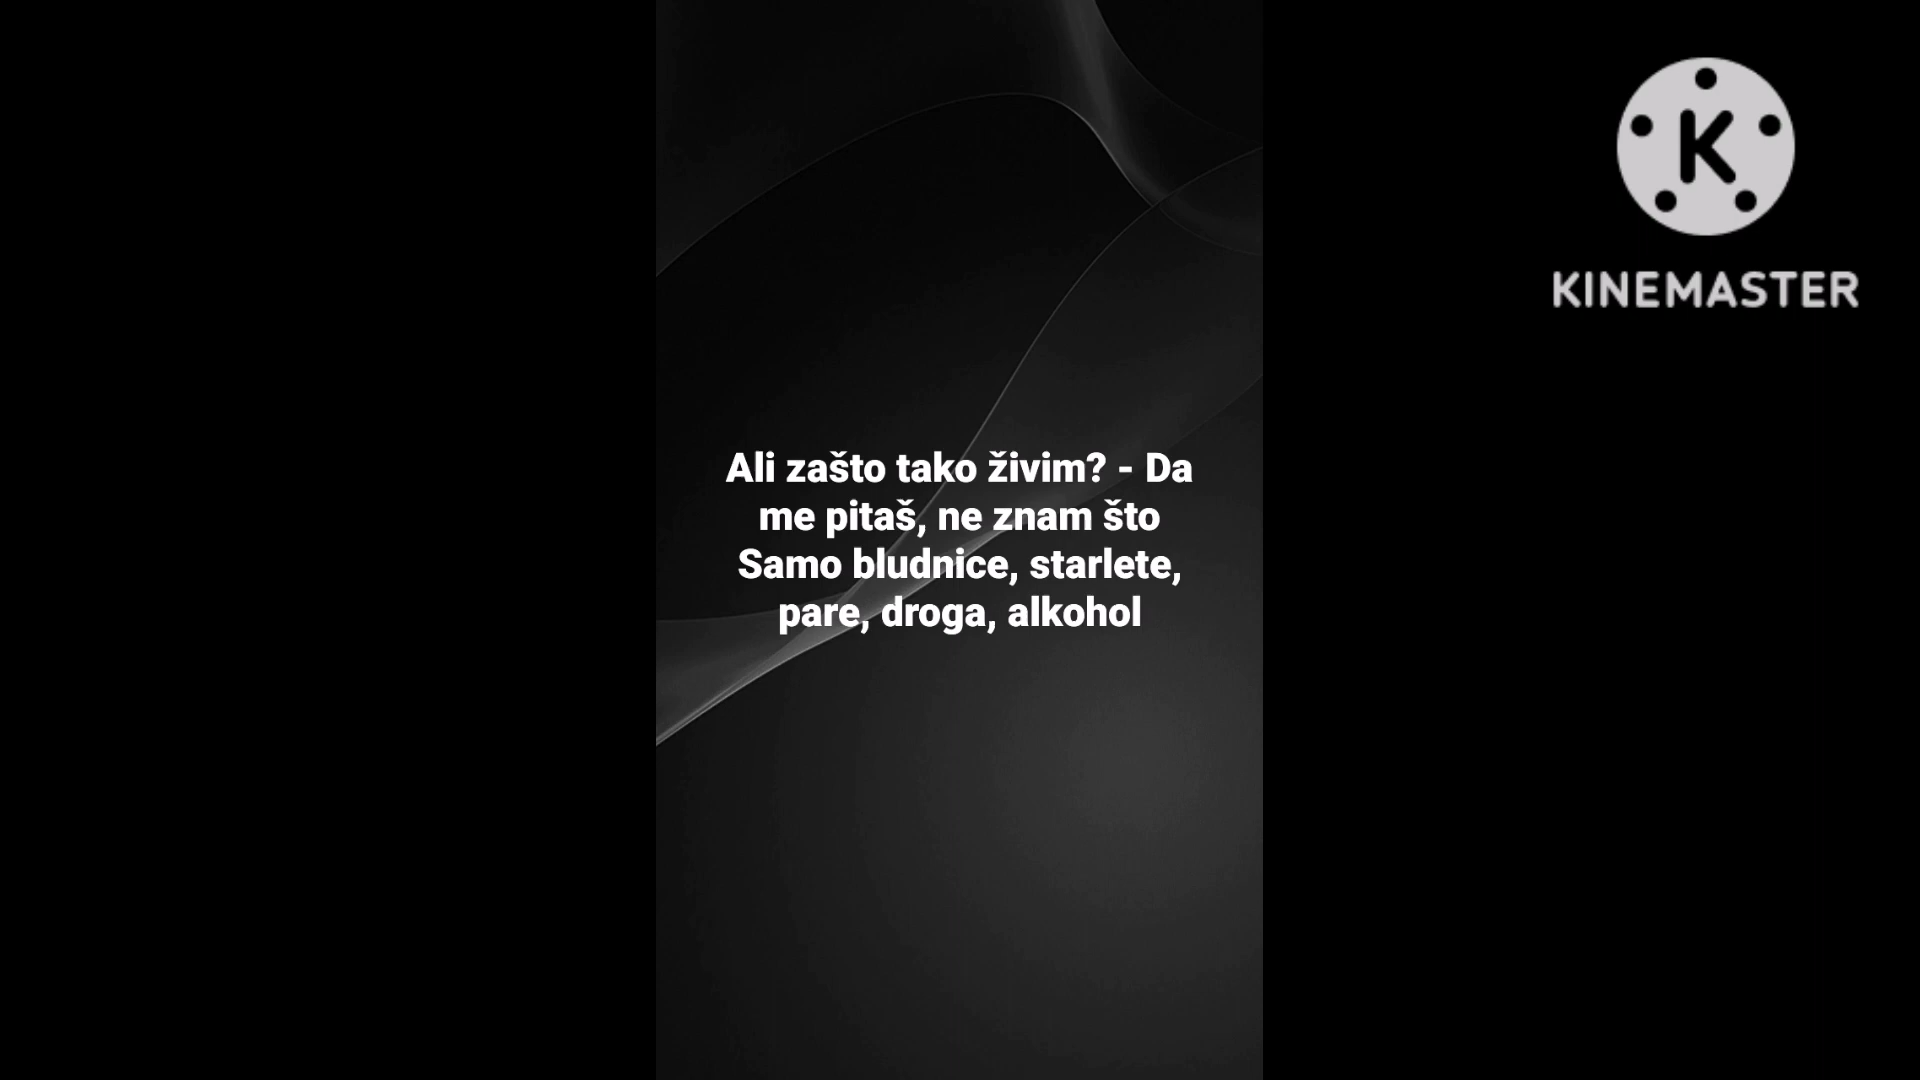 Ali zašto tako živim? - Da
me pitaš, ne znam što
Samo bludnice, starlete,
pare, droga, alkohol
K
KINEMASTER